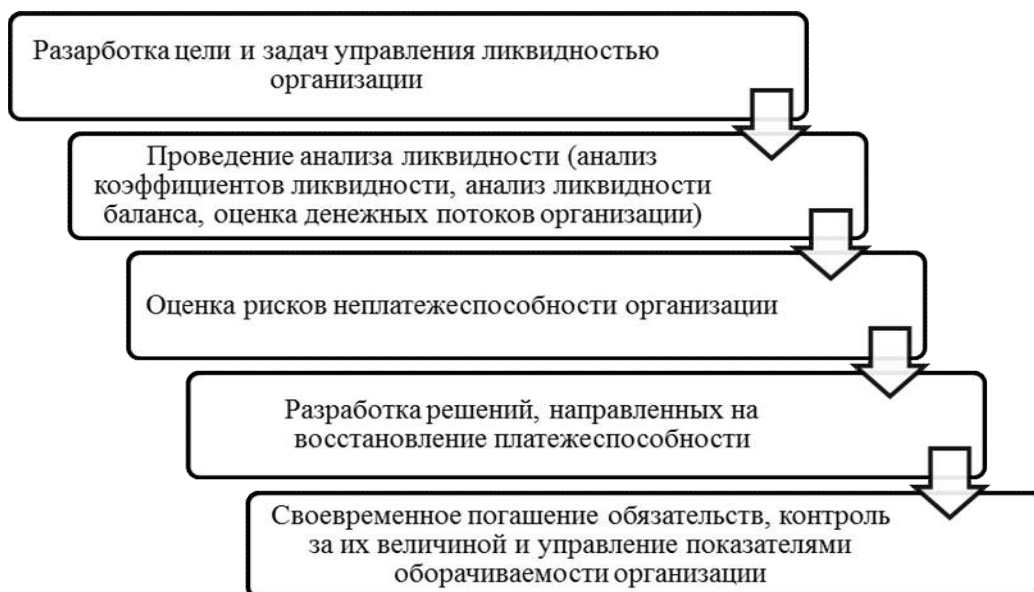 Разарботка цели и задач управления ликвидностью
организации
Проведение анализа ликвидности (анализ
коэффициентов ликвидности, анализ ликвидности
баланса, оценка денежных потоков организации)
Оценка рисков неплатежеспособности организации
Разработка решений, направленных на
восстановление платежеспособности
Своевременное погашение обязательств, контроль
за их величиной и управление показателями
оборачиваемости организации